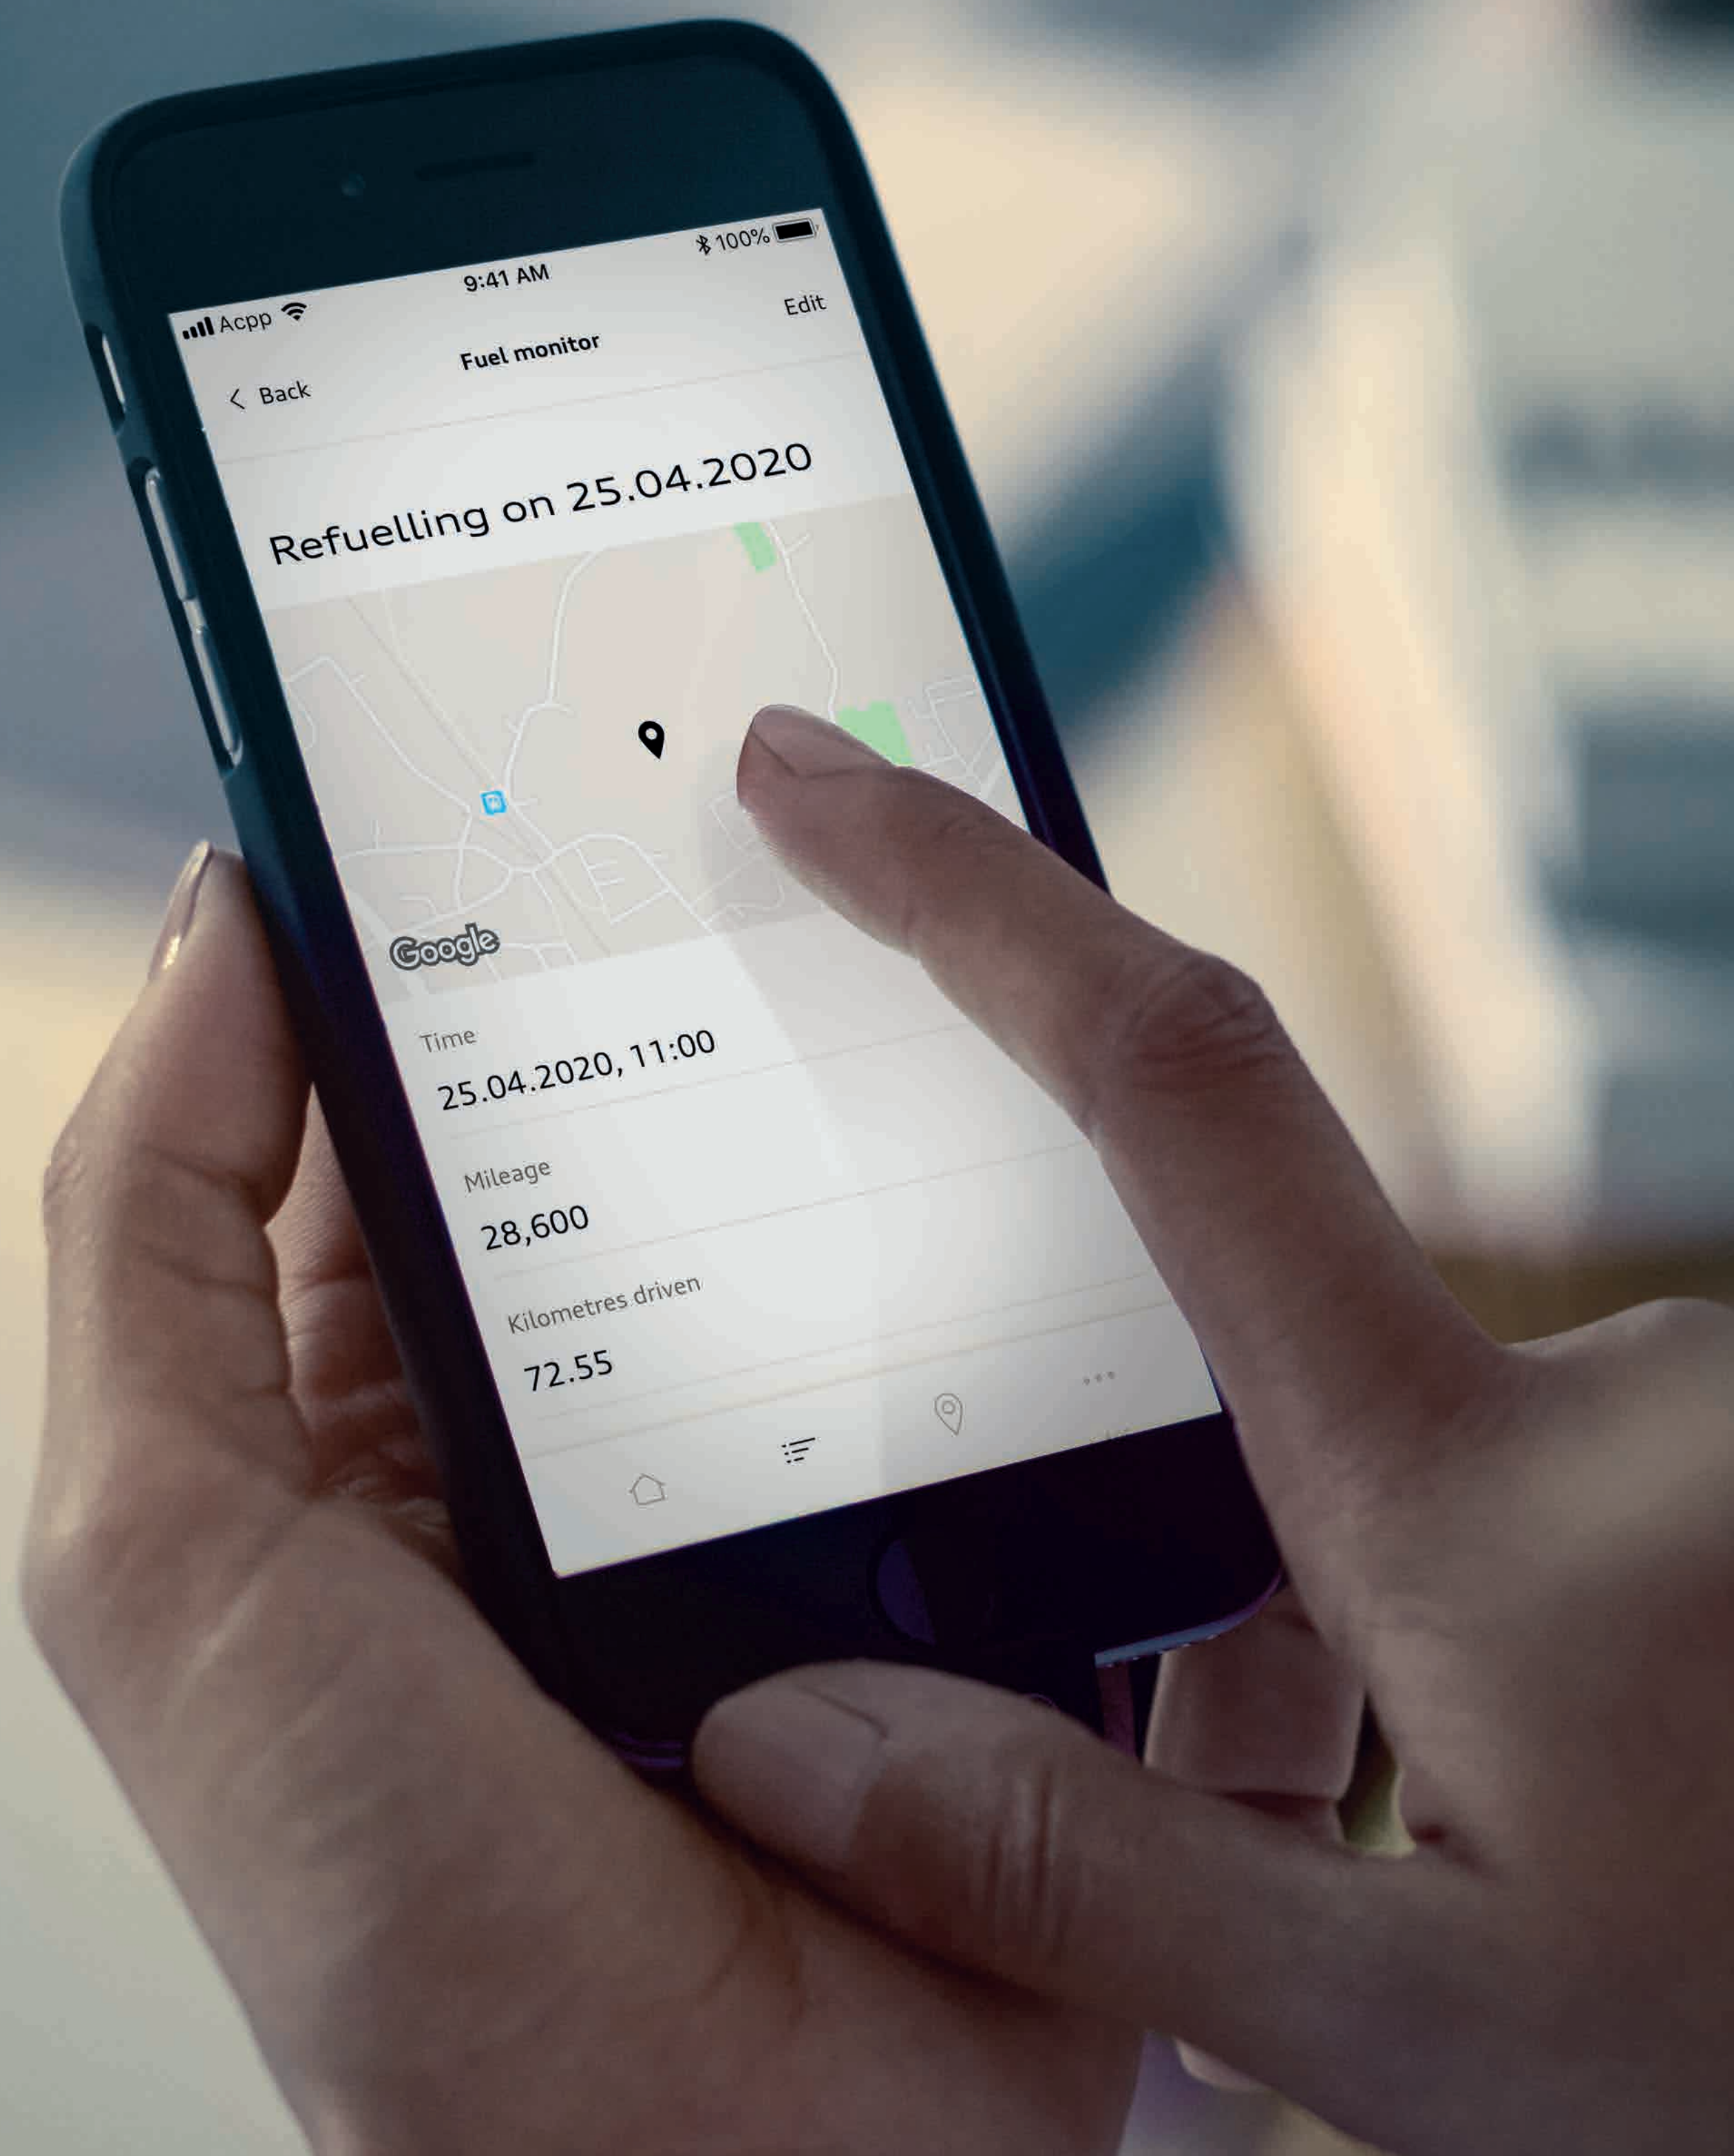 Acpp
9:41 AM
100%
Back
Fuel monitor
Edit
Refuelling on 25.04.2020
Google
Time
25.04.2020, 11:00
Mileage
28,600
Kilometres driven
72.55